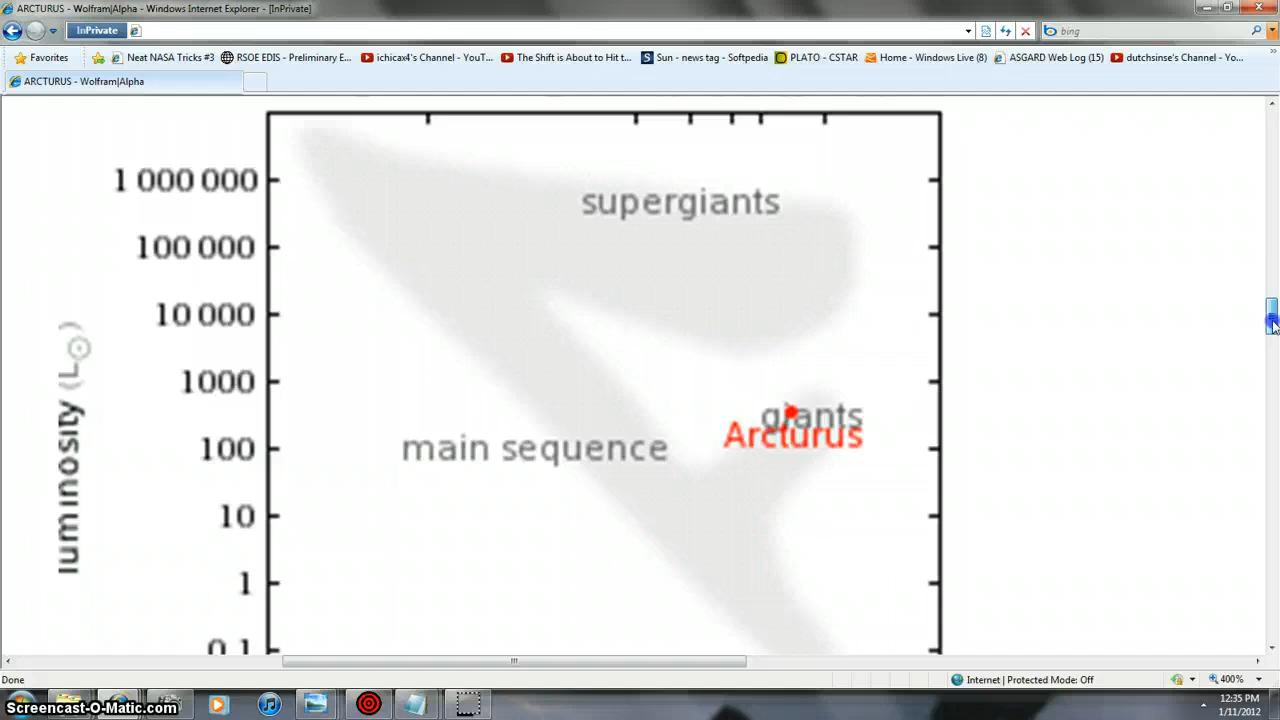 ARCTURUS - Wolfram|Alpha - Windows Internet Explorer - [InPrivate]
InPrivate
bing
Favorites
Neat NASA Tricks #3
RSOE EDIS - Preliminary E...
ichicax4's Channel - YouT...
The Shift is About to Hit t...
Sun - news tag - Softpedia
PLATO - CSTAR
Home - Windows Live (8)
ASGARD Web Log (15)
dutchsinse's Channel - Yo...
ARCTURUS - Wolfram|Alpha
1 000 000
supergiants
100 000
10 000
luminosity (L☉)
1000
giants
Arcturus
100
main sequence
10
1
0.1
Done
Internet | Protected Mode: Off
400%
Screencast-O-Matic.com
12:35 PM
1/11/2012